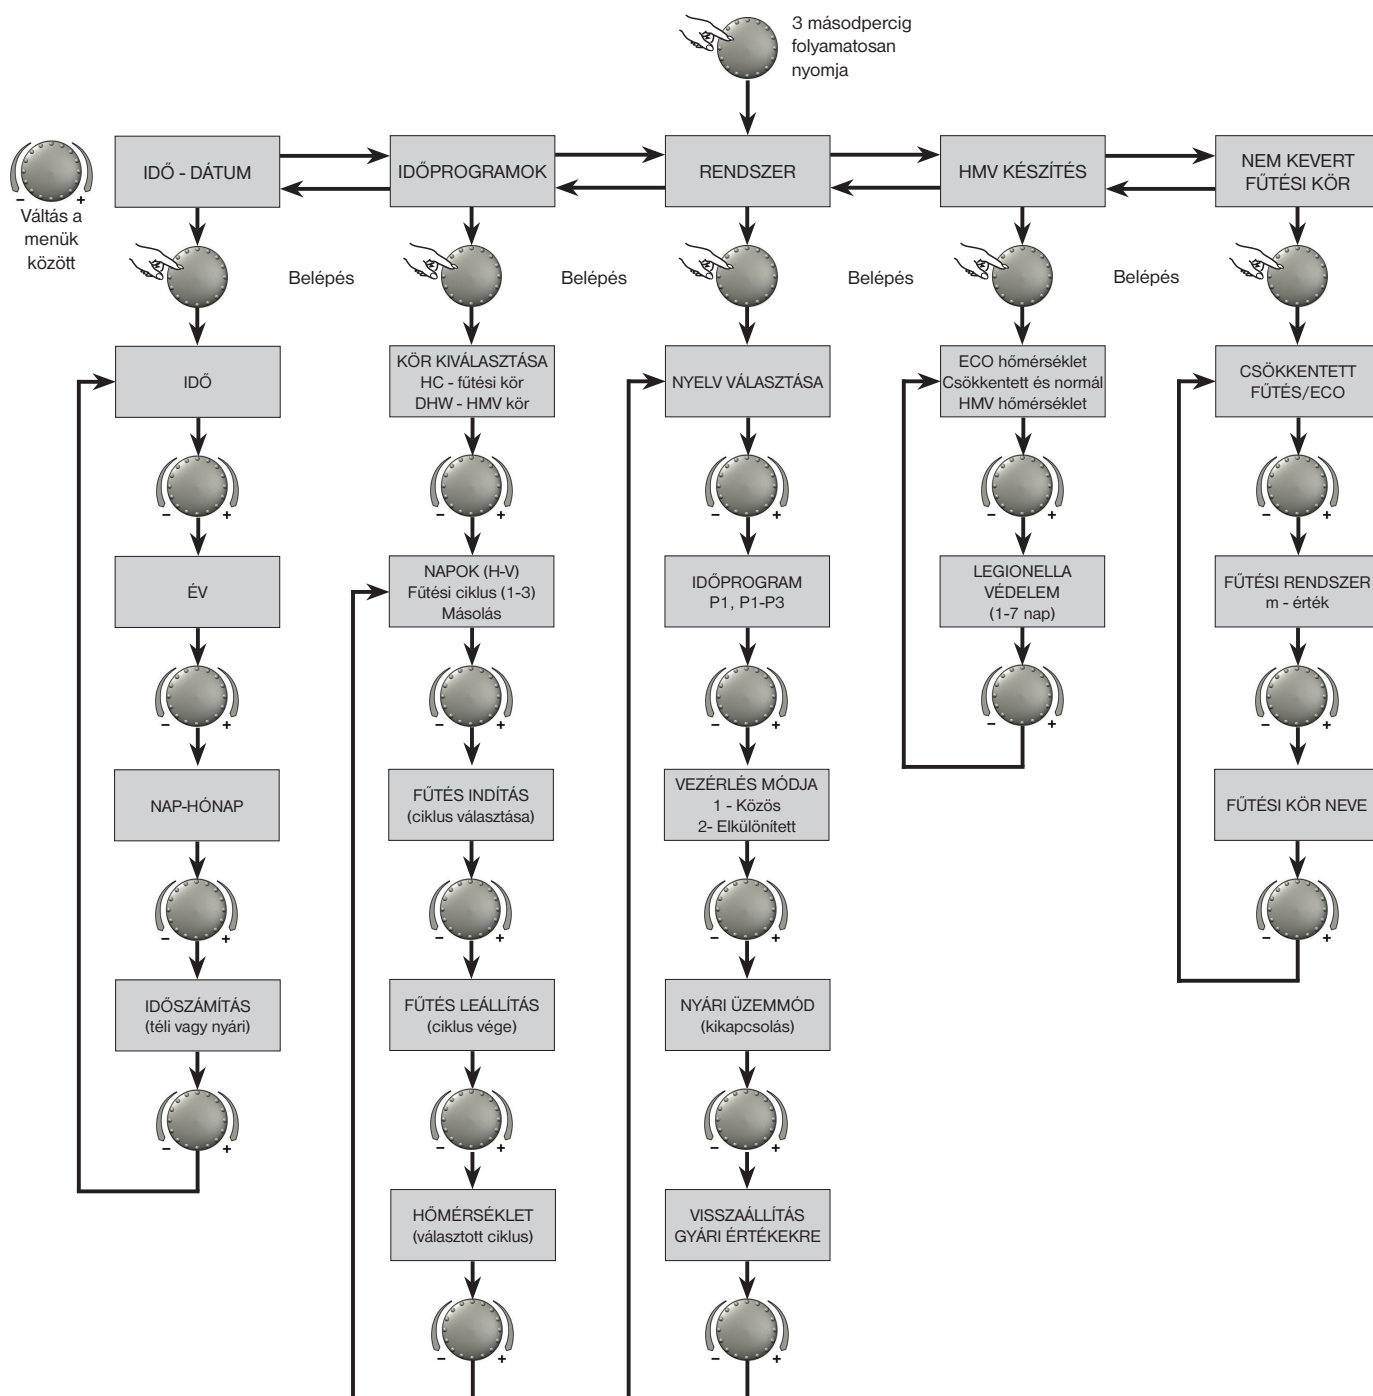 3 másodpercig
folyamatosan
nyomja
IDŐ - DÁTUM
IDŐPROGRAMOK
RENDSZER
HMV KÉSZÍTÉS
NEM KEVERT
FŰTÉSI KÖR
– +
Váltás a
menük
között
Belépés
Belépés
Belépés
Belépés
IDŐ
– +
ÉV
– +
NAP-HÓNAP
– +
IDŐSZÁMÍTÁS
(téli vagy nyári)
– +
KÖR KIVÁLASZTÁSA
HC - fűtési kör
DHW - HMV kör
– +
NAPOK (H-V)
Fűtési ciklus (1-3)
Másolás
– +
FŰTÉS INDÍTÁS
(ciklus választása)
– +
FŰTÉS LEÁLLÍTÁS
(ciklus vége)
– +
HŐMÉRSÉKLET
(választott ciklus)
– +
NYELV VÁLASZTÁSA
– +
IDŐPROGRAM
P1, P1-P3
– +
VEZÉRLÉS MÓDJA
1 - Közös
2- Elkülönített
– +
NYÁRI ÜZEMMÓD
(kikapcsolás)
– +
VISSZAÁLLÍTÁS
GYÁRI ÉRTÉKEKRE
– +
ECO hőmérséklet
Csökkentett és normál
HMV hőmérséklet
– +
LEGIONELLA
VÉDELEM
(1-7 nap)
– +
CSÖKKENTETT
FŰTÉS/ECO
– +
FŰTÉSI RENDSZER
m - érték
– +
FŰTÉSI KÖR NEVE
– +